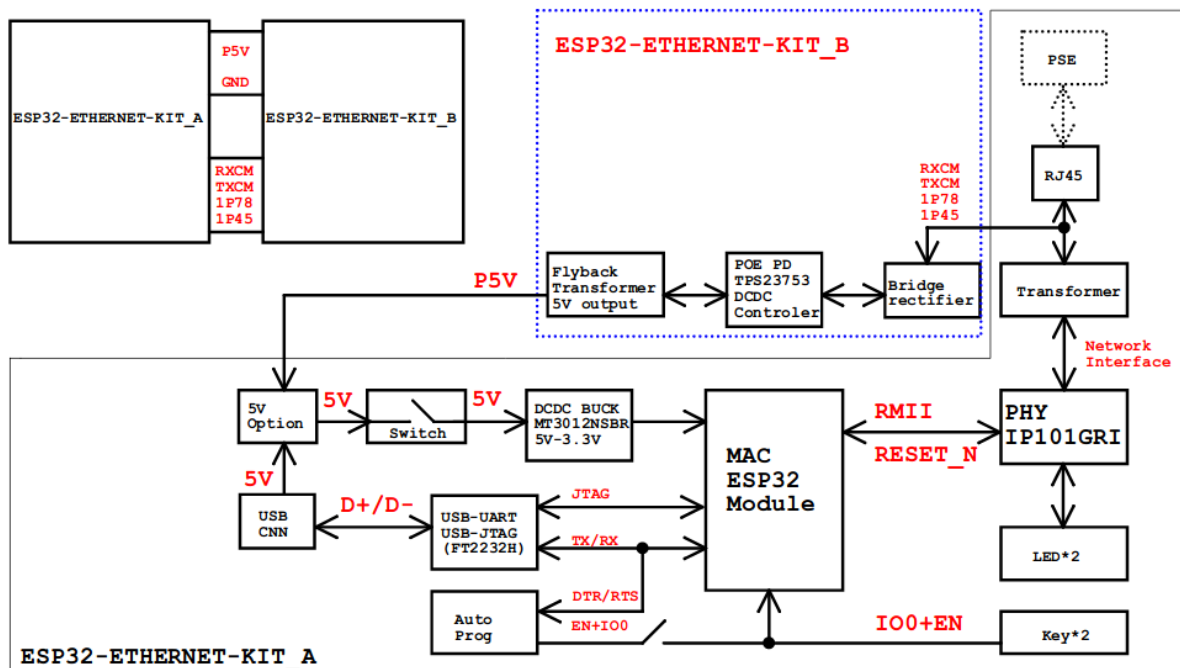 P5V
GND
ESP32-ETHERNET-KIT_A
ESP32-ETHERNET-KIT_B
RXCM
TXCM
1P78
1P45
ESP32-ETHERNET-KIT_B
PSE
RJ45
RXCM
TXCM
1P78
1P45
P5V
Flyback
Transformer
5V output
POE PD
TPS23753
DCDC
Controler
Bridge
rectifier
Transformer
Network
Interface
5V
Option
5V
Switch
5V
DCDC BUCK
MT3012NSBR
5V-3.3V
MAC
ESP32
Module
RMII
RESET_N
PHY
IP101GRI
5V
USB
CNN
D+/D-
USB-UART
USB-JTAG
(FT2232H)
JTAG
TX/RX
LED*2
DTR/RTS
Auto
Prog
EN+IO0
IO0+EN
Key*2
ESP32-ETHERNET-KIT A